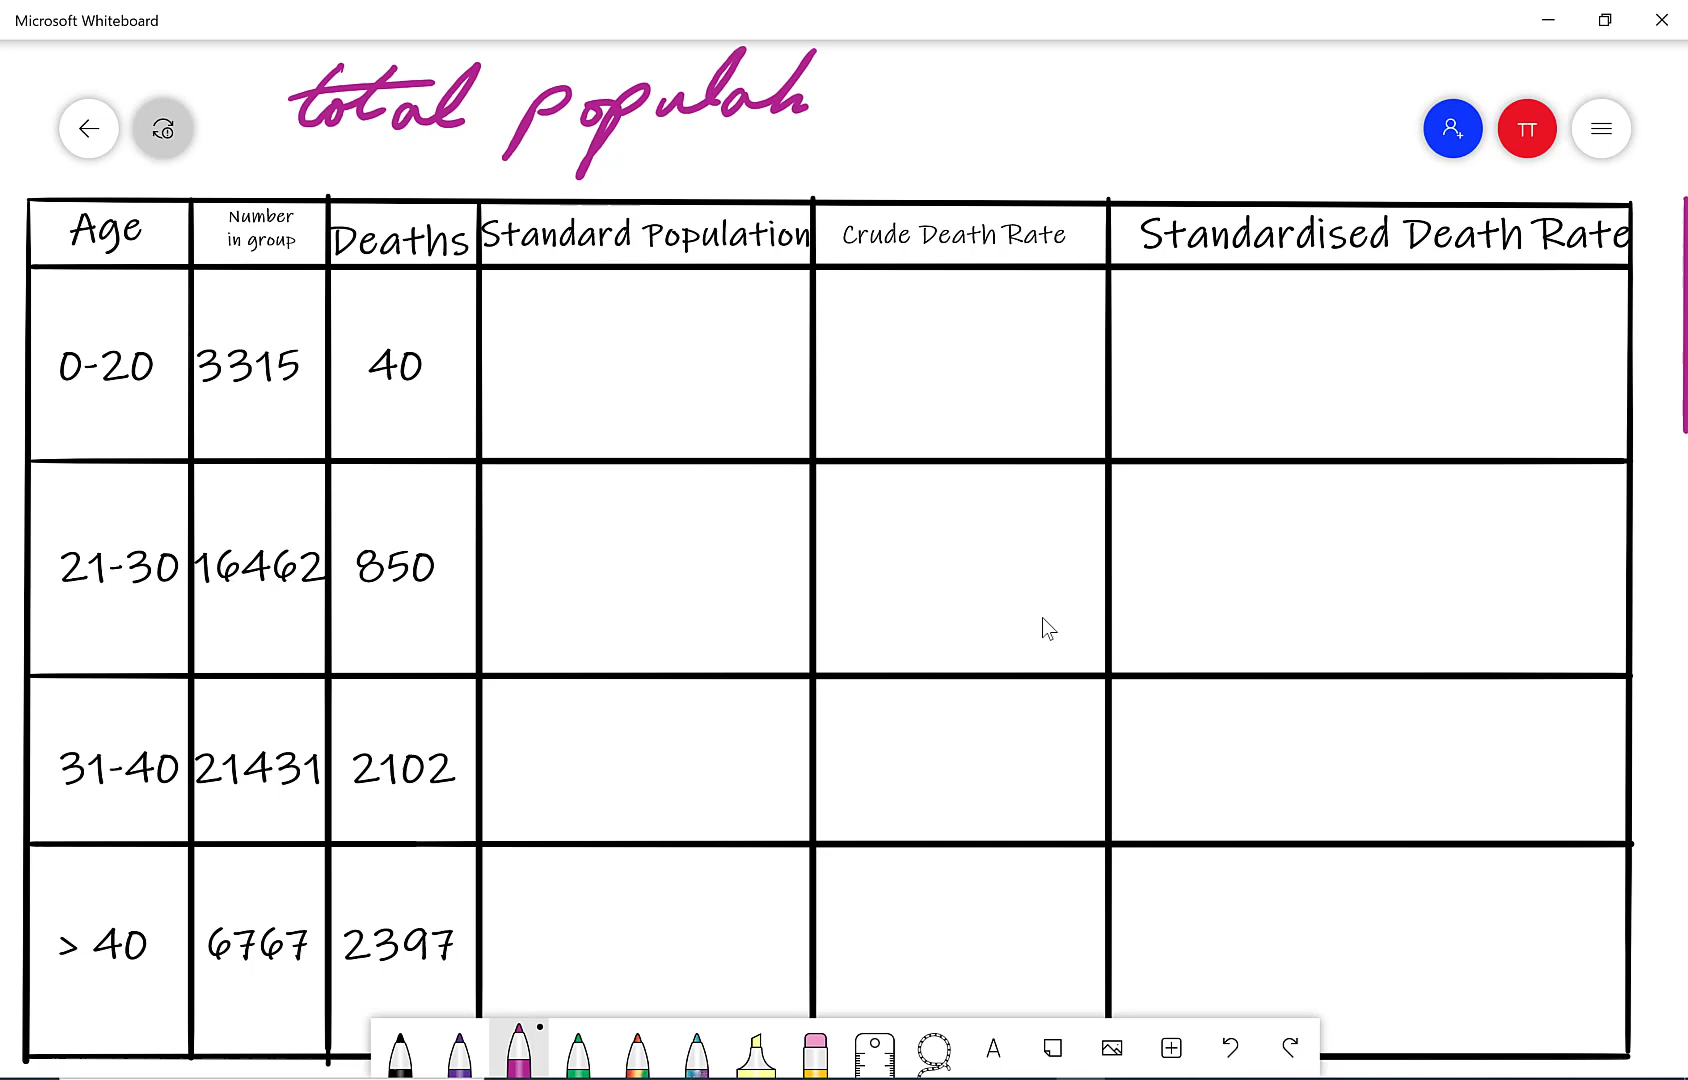 Microsoft Whiteboard
total populah
TT
Age Number in group Deaths Standard Population Crude Death Rate Standardised Death Rate
0-20 3315 40
21-30 16462 850
31-40 21431 2102
> 40 6767 2397
A